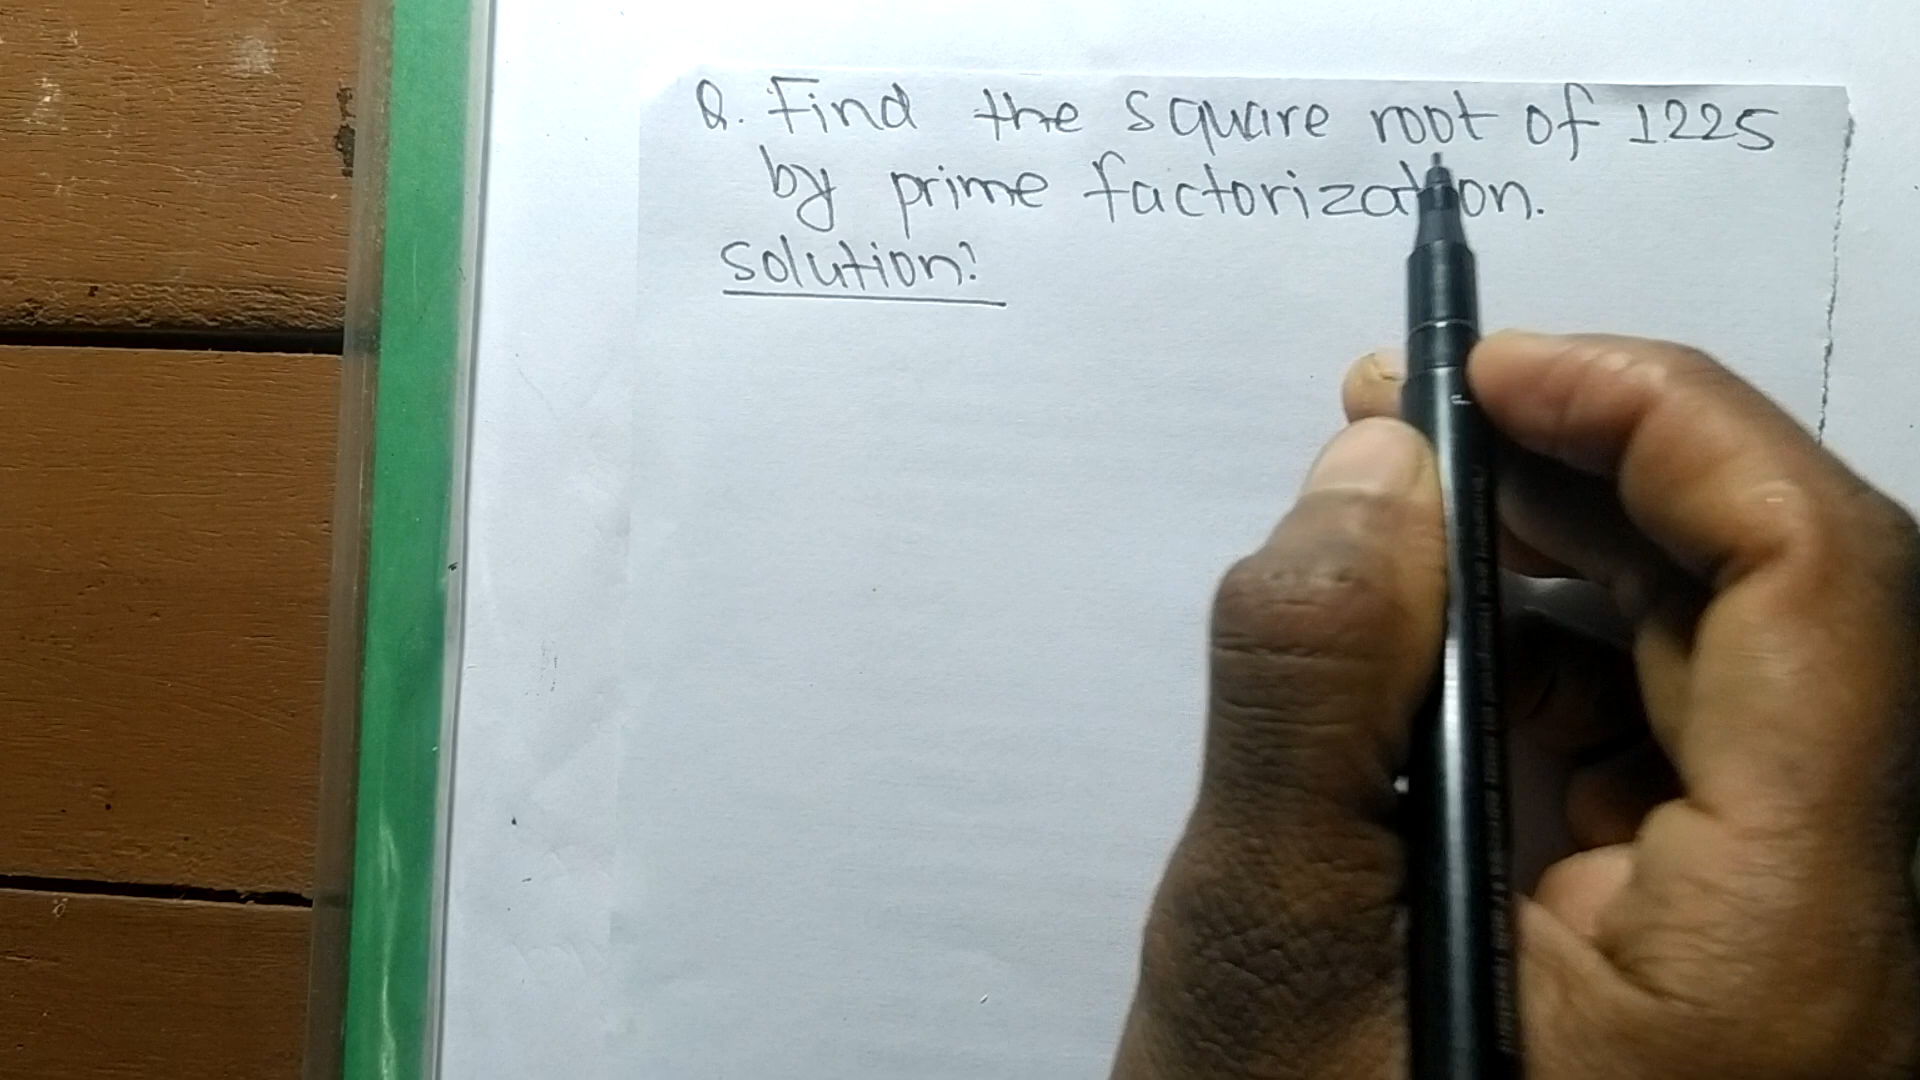 Q. Find the square root of 1225
by prime factorization.
Solution: